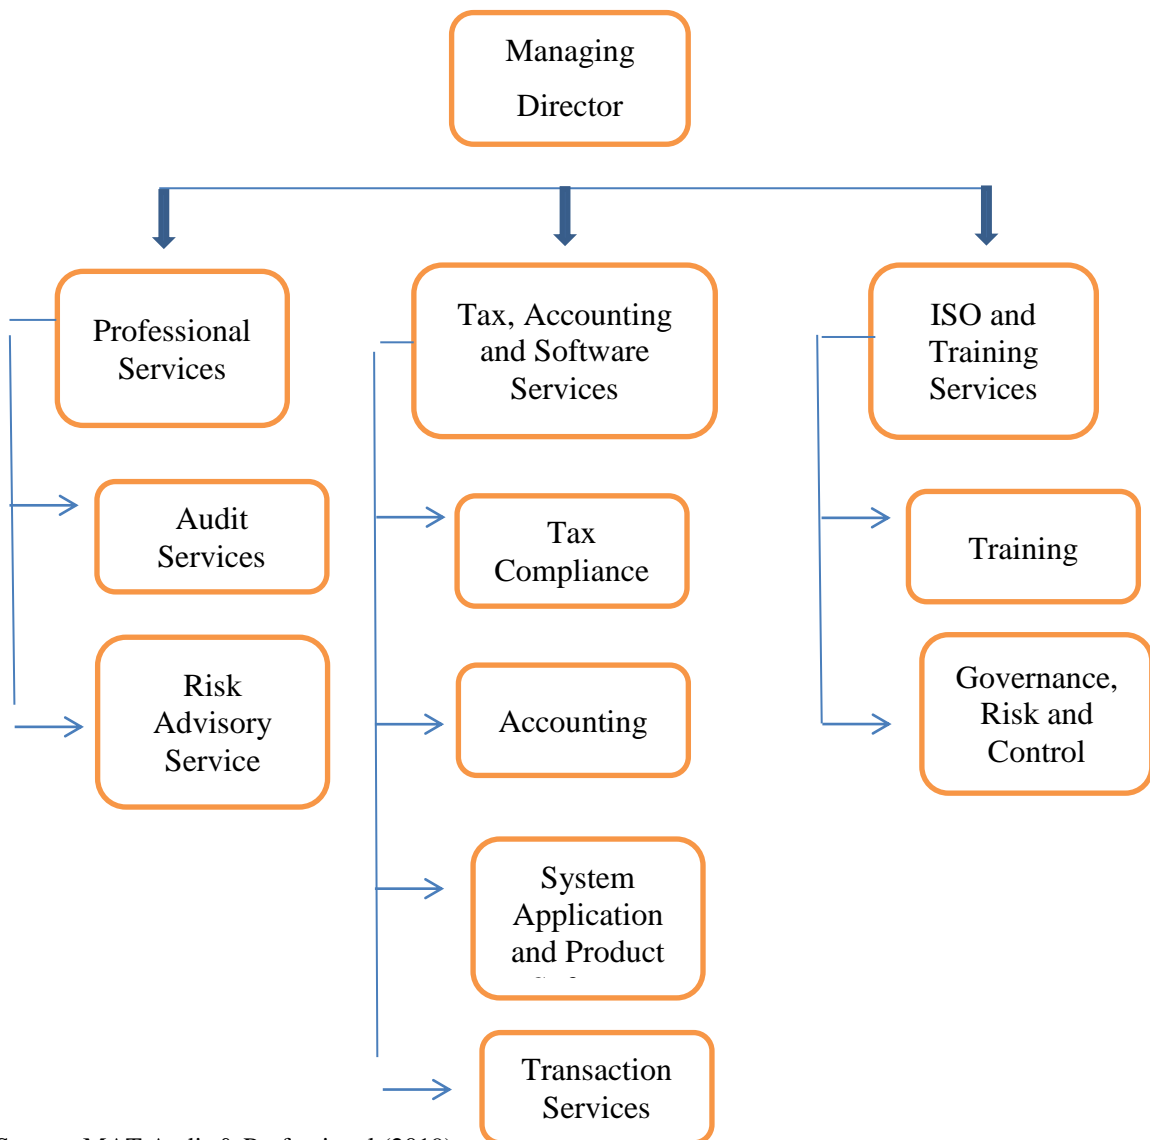 Managing
Director
Professional
Services
Tax, Accounting
and Software
Services
ISO and
Training
Services
Audit
Services
Tax
Compliance
Training
Risk
Advisory
Service
Accounting
Governance,
Risk and
Control
System
Application
and Product
Transaction
Services